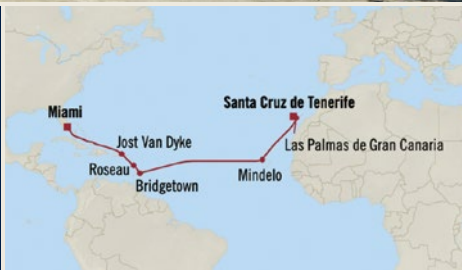 Santa Cruz de Tenerife
Miami
Jost Van Dyke
Las Palmas de Gran Canaria
Roseau
Mindelo
Bridgetown